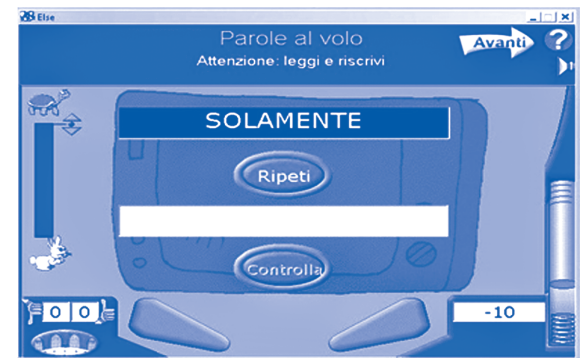 Else
Parole al volo
Avanti
?
Attenzione: leggi e riscrivi
SOLAMENTE
Ripeti
Controlla
0 0
-10